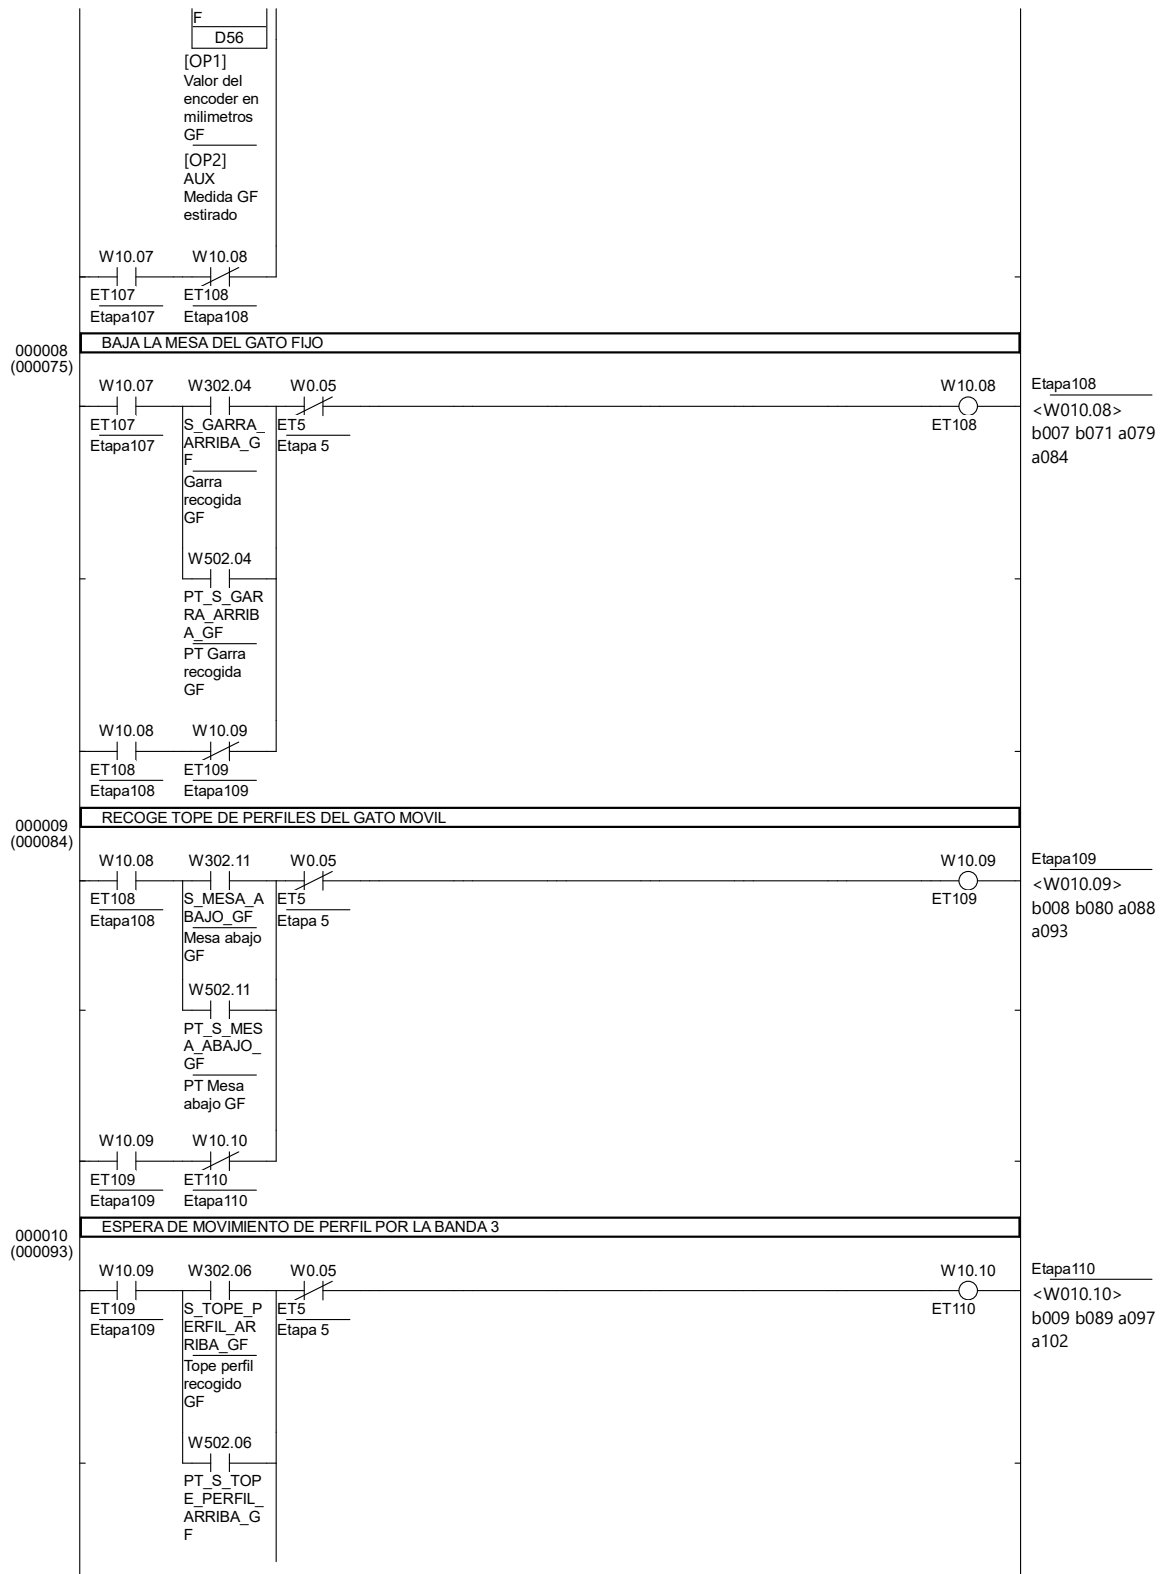 F
D56
[OP1]
Valor del
encoder en
milimetros
GF
[OP2]
AUX
Medida GF
estirado
W10.07 W10.08
ET107 ET108
Etapa107 Etapa108
000008
(000075)
BAJA LA MESA DEL GATO FIJO
W10.07 W302.04 W0.05 W10.08
ET107 S_GARRA_ ET5 ET108
Etapa107 ARRIBA_G Etapa 5
F
Garra
recogida
GF
Etapa108
<W010.08>
b007 b071 a079
a084
W502.04
PT_S_GAR
RA_ARRIB
A_GF
PT Garra
recogida
GF
W10.08 W10.09
ET108 ET109
Etapa108 Etapa109
000009
(000084)
RECOGE TOPE DE PERFILES DEL GATO MOVIL
W10.08 W302.11 W0.05 W10.09
ET108 S_MESA_A ET5 ET109
Etapa108 BAJO_GF Etapa 5
Mesa abajo
GF
Etapa109
<W010.09>
b008 b080 a088
a093
W502.11
PT_S_MES
A_ABAJO_
GF
PT Mesa
abajo GF
W10.09 W10.10
ET109 ET110
Etapa109 Etapa110
000010
(000093)
ESPERA DE MOVIMIENTO DE PERFIL POR LA BANDA 3
W10.09 W302.06 W0.05 W10.10
ET109 S_TOPE_P ET5 ET110
Etapa109 ERFIL_AR Etapa 5
RIBA_GF
Tope perfil
recogido
GF
Etapa110
<W010.10>
b009 b089 a097
a102
W502.06
PT_S_TOP
E_PERFIL_
ARRIBA_G
F